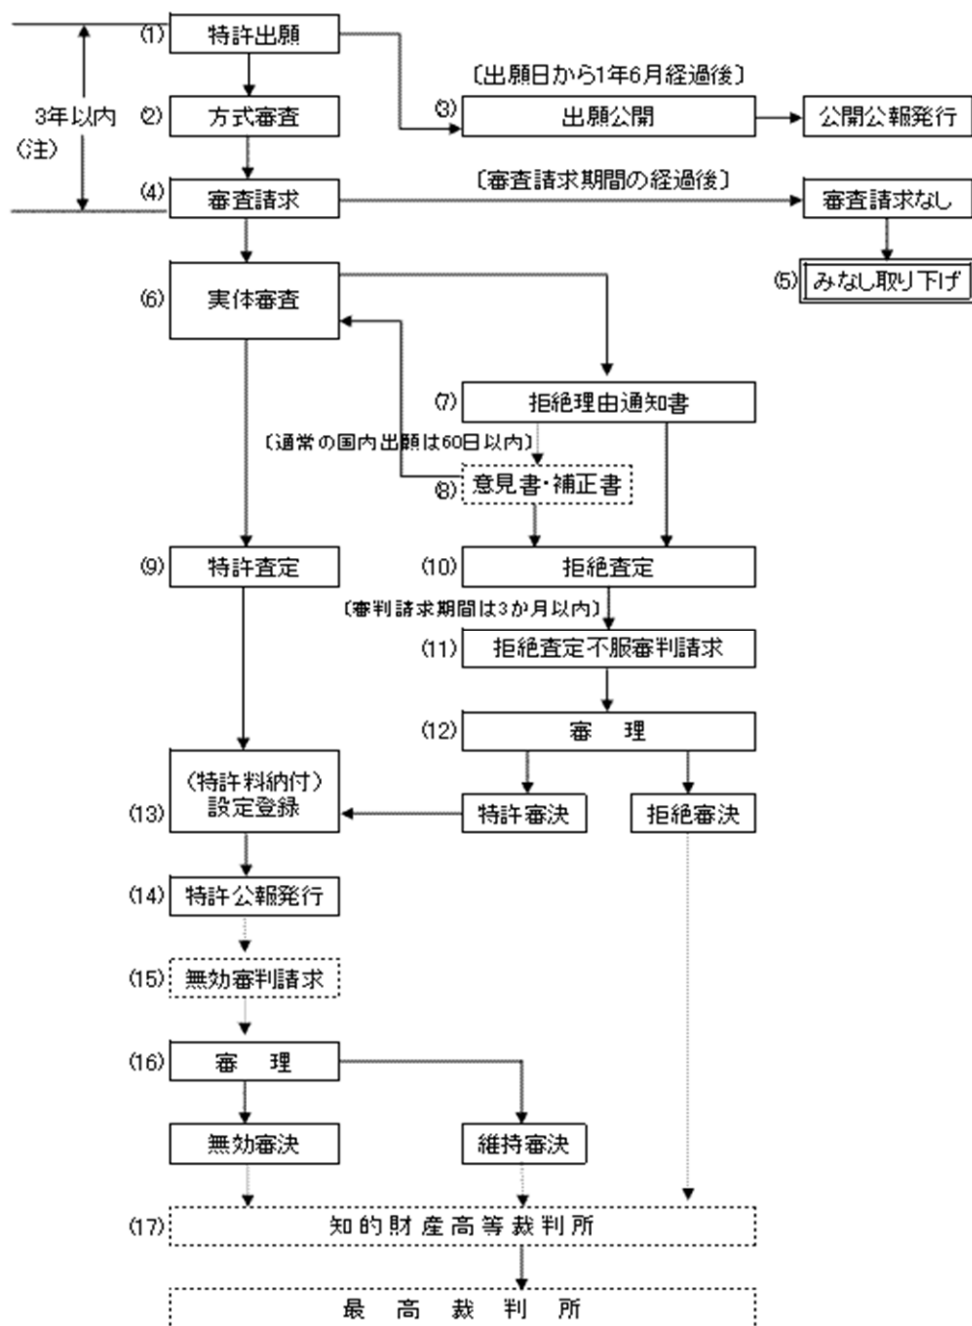 (1) 特許出願
〔出願日から1年6月経過後〕
3年以内
(注)
(2) 方式審査
(3) 出願公開
公開公報発行
〔審査請求期間の経過後〕
(4) 審査請求
審査請求なし
(5) みなし取り下げ
(6) 実体審査
(7) 拒絶理由通知書
〔通常の国内出願は60日以内〕
(8) 意見書・補正書
(9) 特許査定
(10) 拒絶査定
〔審判請求期間は3か月以内〕
(11) 拒絶査定不服審判請求
(12) 審 理
(特許料納付)
(13) 設定登録
特許審決
拒絶審決
(14) 特許公報発行
(15) 無効審判請求
(16) 審 理
無効審決
維持審決
(17) 知的財産高等裁判所
最 高 裁 判 所